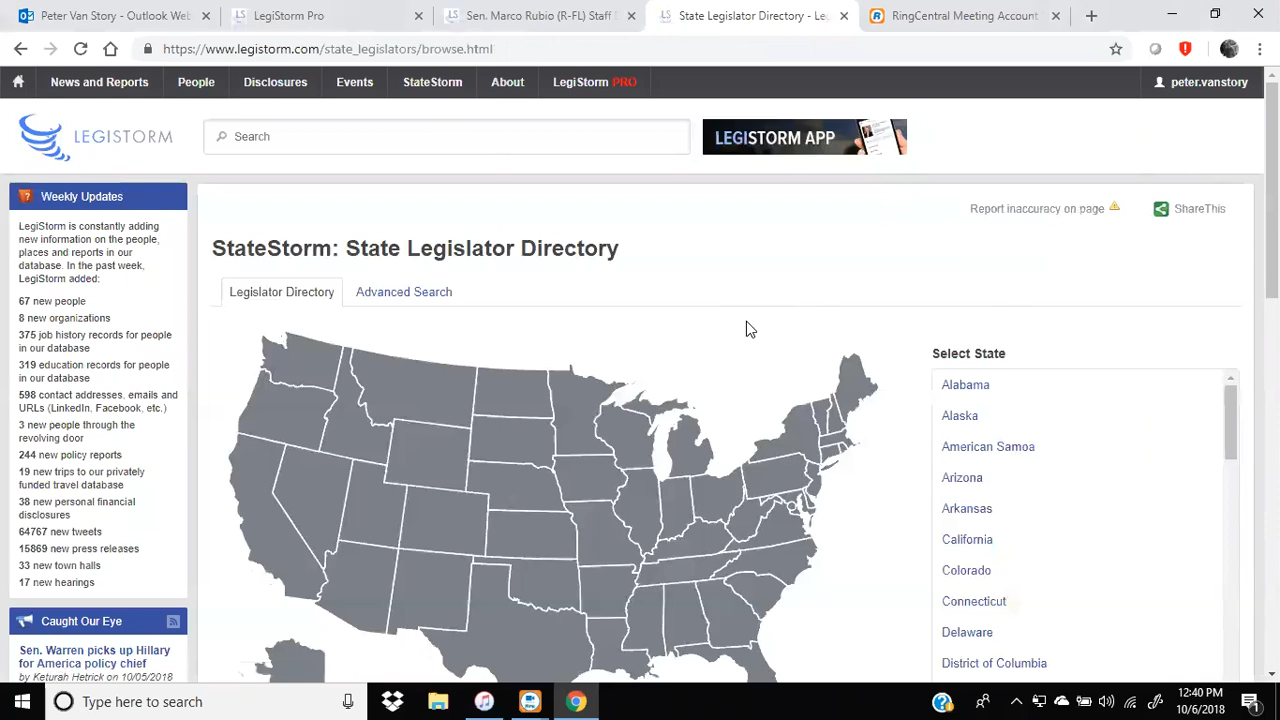 Peter Van Story - Outlook Web
LegiStorm Pro
Sen. Marco Rubio (R-FL) Staff D
State Legislator Directory - Le
RingCentral Meeting Account
https://www.legistorm.com/state_legislators/browse.html
News and Reports
People
Disclosures
Events
StateStorm
About
LegiStorm PRO
peter.vanstory
LEGISTORM
Search
LEGISTORM APP
Weekly Updates
LegiStorm is constantly adding
new information on the people,
places and reports in our
database. In the past week,
LegiStorm added:
67 new people
8 new organizations
375 job history records for people
in our database
319 education records for people
in our database
598 contact addresses, emails and
URLs (LinkedIn, Facebook, etc.)
3 new people through the
revolving door
244 new policy reports
19 new trips to our privately
funded travel database
38 new personal financial
disclosures
64767 new tweets
15869 new press releases
33 new town halls
17 new hearings
Caught Our Eye
Sen. Warren picks up Hillary
for America policy chief
by Keturah Hetrick on 10/05/2018
Report inaccuracy on page
ShareThis
StateStorm: State Legislator Directory
Legislator Directory
Advanced Search
Select State
Alabama
Alaska
American Samoa
Arizona
Arkansas
California
Colorado
Connecticut
Delaware
District of Columbia
Type here to search
12:40 PM
10/6/2018
1